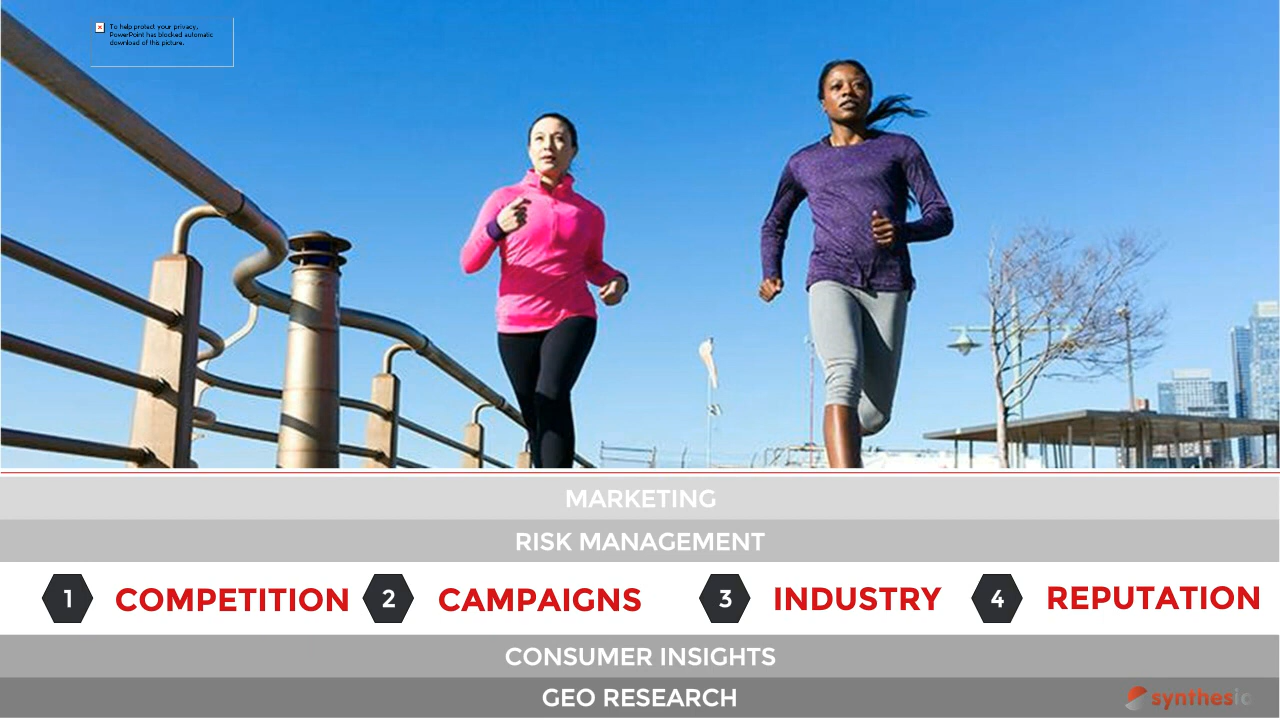 To help protect your privacy,
PowerPoint has blocked automatic
download of this picture.
MARKETING
RISK MANAGEMENT
1 COMPETITION 2 CAMPAIGNS 3 INDUSTRY 4 REPUTATION
CONSUMER INSIGHTS
GEO RESEARCH
synthesio